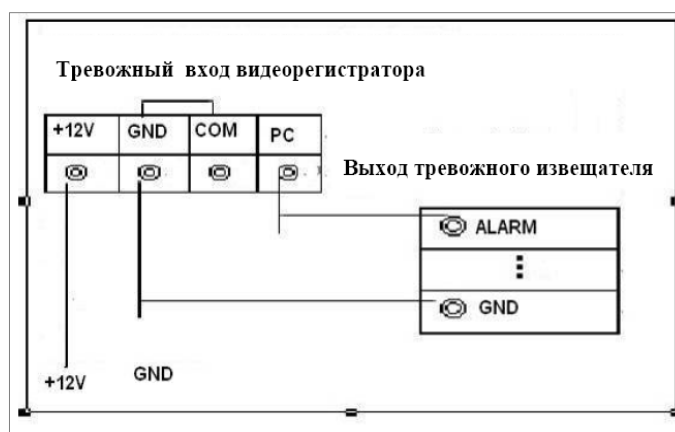 Тревожный вход видеорегистратора
+12V GND COM PC
Выход тревожного извещателя
ALARM
GND
+12V GND